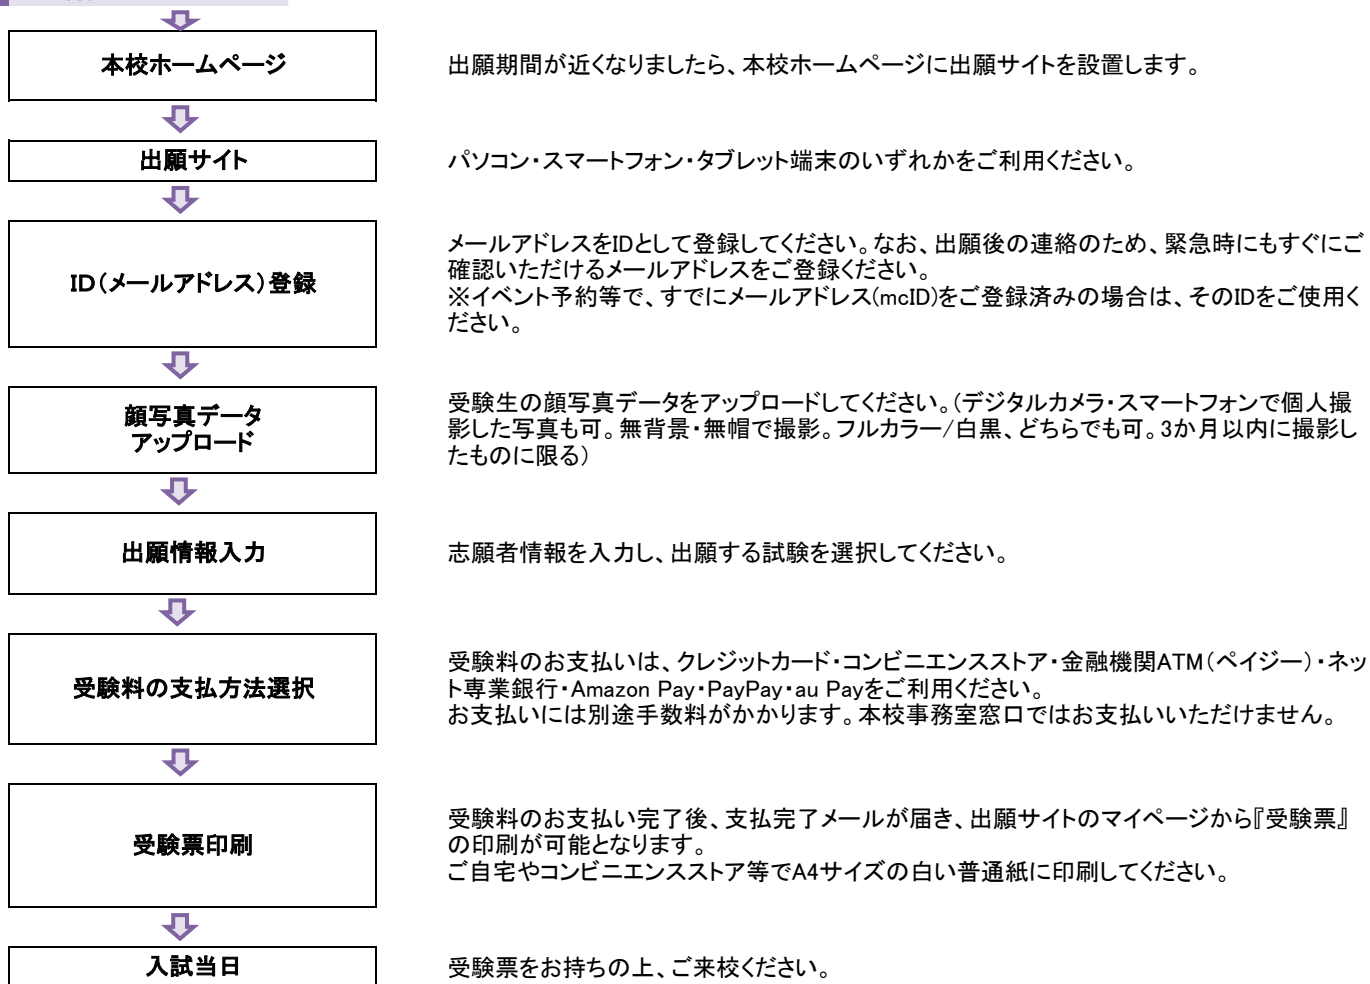 本校ホームページ
出願期間が近くなりましたら、本校ホームページに出願サイトを設置します。
出願サイト
パソコン・スマートフォン・タブレット端末のいずれかをご利用ください。
ID（メールアドレス）登録
メールアドレスをIDとして登録してください。なお、出願後の連絡のため、緊急時にもすぐにご
確認いただけるメールアドレスをご登録ください。
※イベント予約等で、すでにメールアドレス(mcID)をご登録済みの場合は、そのIDをご使用く
ださい。
顔写真データ
アップロード
受験生の顔写真データをアップロードしてください。（デジタルカメラ・スマートフォンで個人撮
影した写真も可。無背景・無帽で撮影。フルカラー/白黒、どちらでも可。3か月以内に撮影し
たものに限る）
出願情報入力
志願者情報を入力し、出願する試験を選択してください。
受験料の支払方法選択
受験料のお支払いは、クレジットカード・コンビニエンスストア・金融機関ATM（ペイジー）・ネッ
ト専業銀行・Amazon Pay・PayPay・au Payをご利用ください。
お支払いには別途手数料がかかります。本校事務室窓口ではお支払いいただけません。
受験票印刷
受験料のお支払い完了後、支払完了メールが届き、出願サイトのマイページから『受験票』
の印刷が可能となります。
ご自宅やコンビニエンスストア等でA4サイズの白い普通紙に印刷してください。
入試当日
受験票をお持ちの上、ご来校ください。